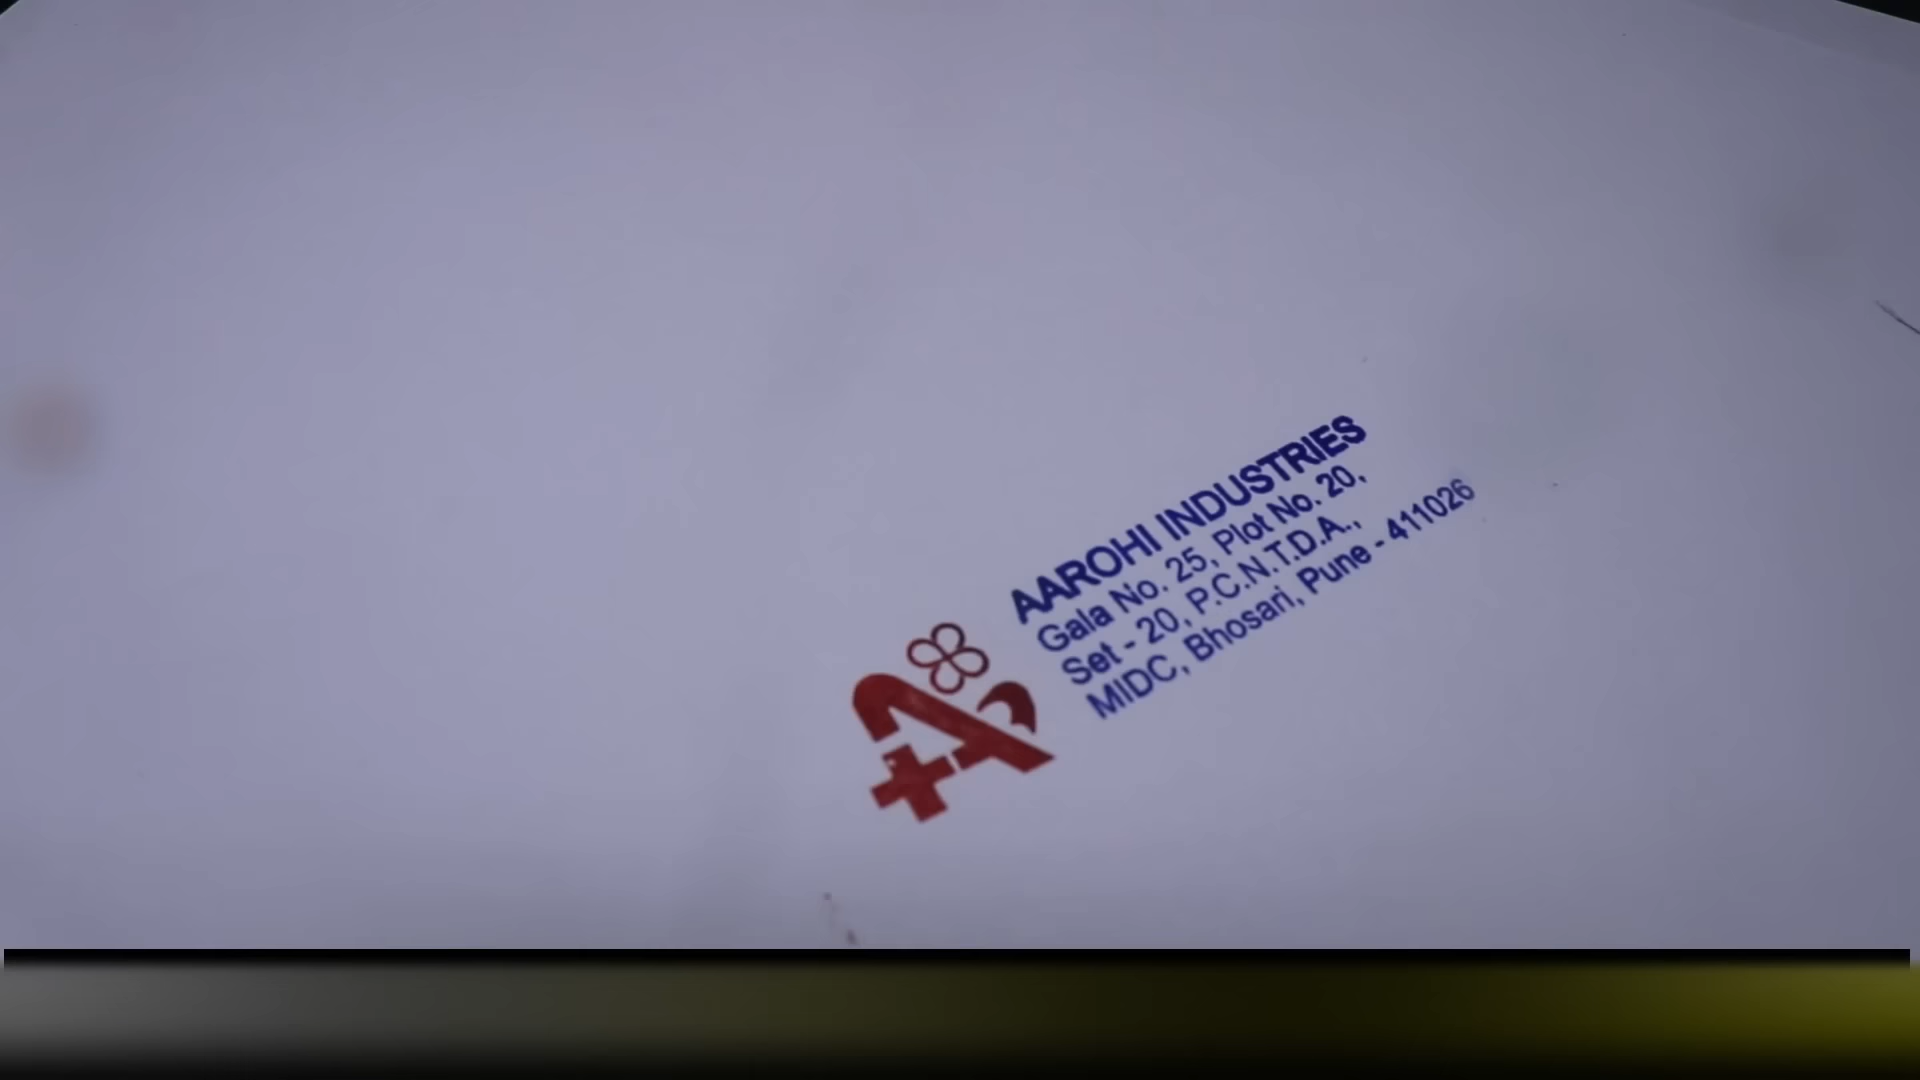 AAROHI INDUSTRIES
Gala No. 25, Plot No. 20,
Set - 20, P.C.N.T.D.A.,
MIDC, Bhosari, Pune - 411026